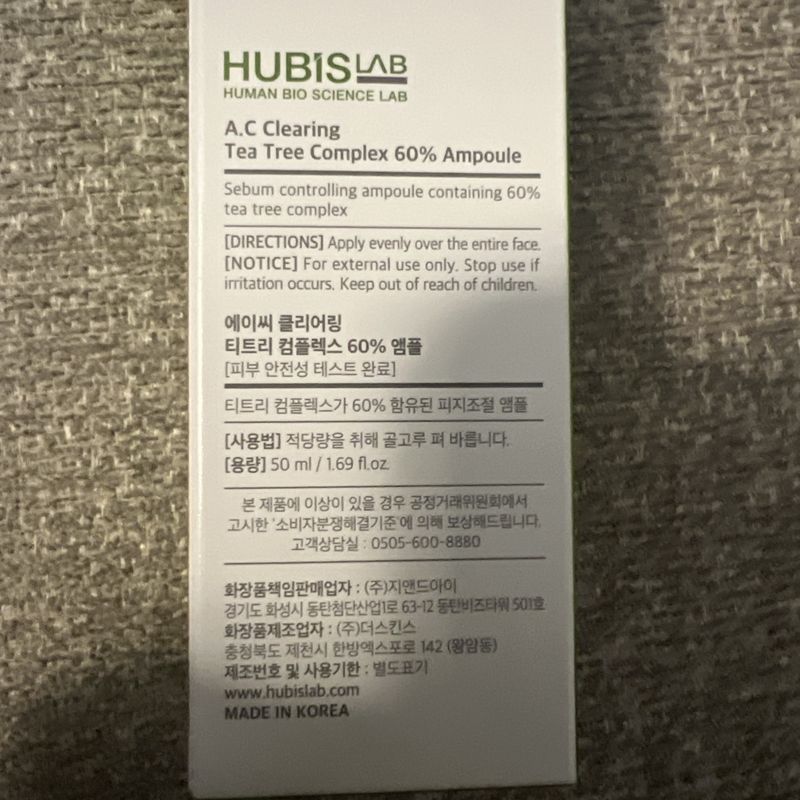 HUBISLAB
HUMAN BIO SCIENCE LAB
A.C Clearing
Tea Tree Complex 60% Ampoule
Sebum controlling ampoule containing 60%
tea tree complex
[DIRECTIONS] Apply evenly over the entire face.
[NOTICE] For external use only. Stop use if
irritation occurs. Keep out of reach of children.
에이씨 클리어링
티트리 컴플렉스 60% 앰플
[피부 안전성 테스트 완료]
티트리 컴플렉스가 60% 함유된 피지조절 앰플
[사용법] 적당량을 취해 골고루 펴 바릅니다.
[용량] 50 ml / 1.69 fl.oz.
본 제품에 이상이 있을 경우 공정거래위원회에서
고시한 '소비자분쟁해결기준'에 의해 보상해드립니다.
고객상담실 : 0505-600-8880
화장품책임판매업자 : (주)지앤드아이
경기도 화성시 동탄첨단산업1로 63-12 동탄비즈타워 501호
화장품제조업자 : (주)더스킨스
충청북도 제천시 한방엑스포로 142 (왕암동)
제조번호 및 사용기한 : 별도표기
www.hubislab.com
MADE IN KOREA